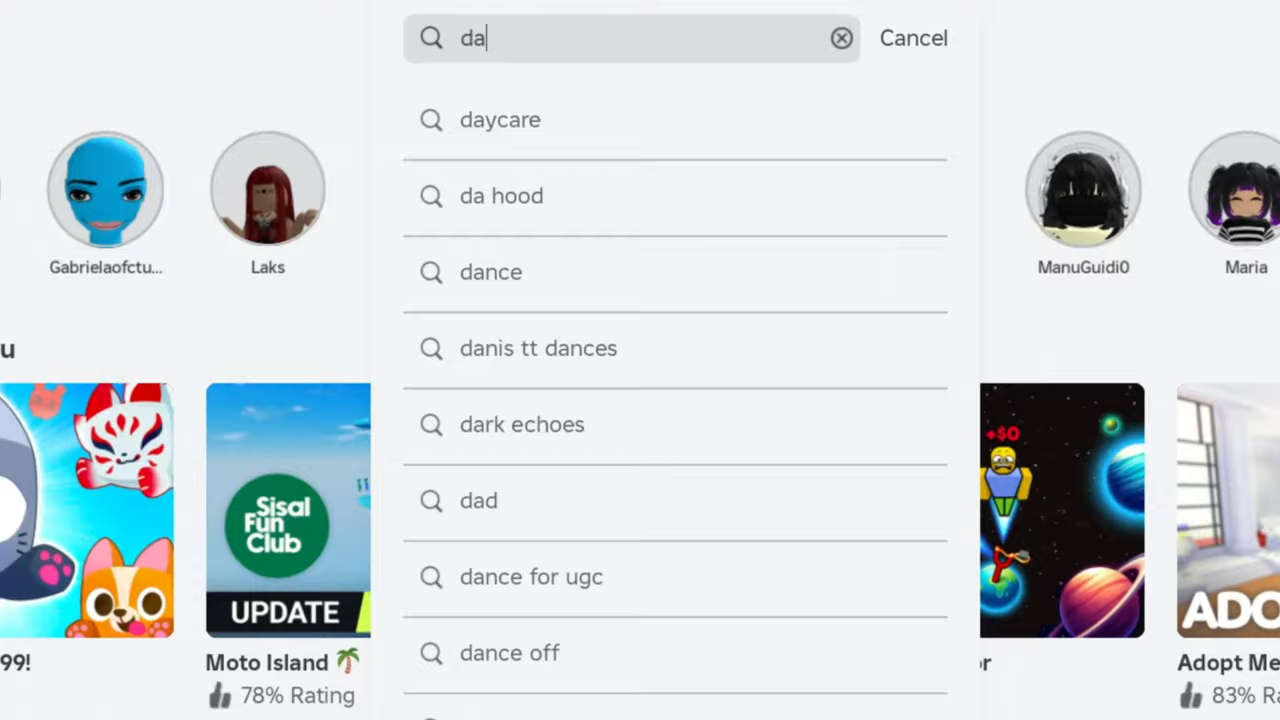 da
Cancel
daycare
da hood
dance
danis tt dances
dark echoes
dad
dance for ugc
dance off
Gabrielaofctu...
Laks
ManuGuidi0
Maria
u
Sisal
Fun
Club
UPDATE
+$0
ADO
99!
Moto Island 🌴
or
Adopt Me
78% Rating
83% Ra